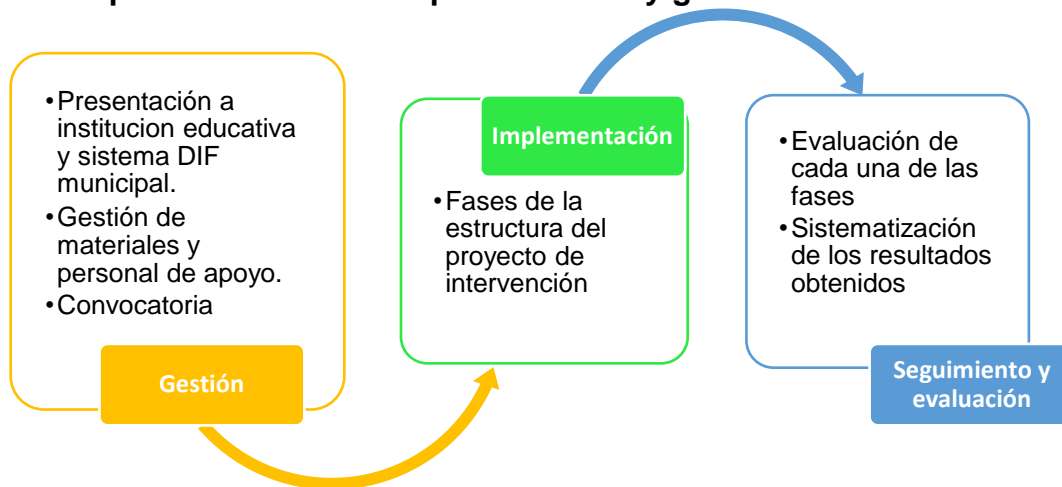 •Presentación a
institucion educativa
y sistema DIF
municipal.
•Gestión de
materiales y
personal de apoyo.
•Convocatoria
Gestión
Implementación
•Fases de la
estructura del
proyecto de
intervención
•Evaluación de
cada una de las
fases
•Sistematización
de los resultados
obtenidos
Seguimiento y
evaluación